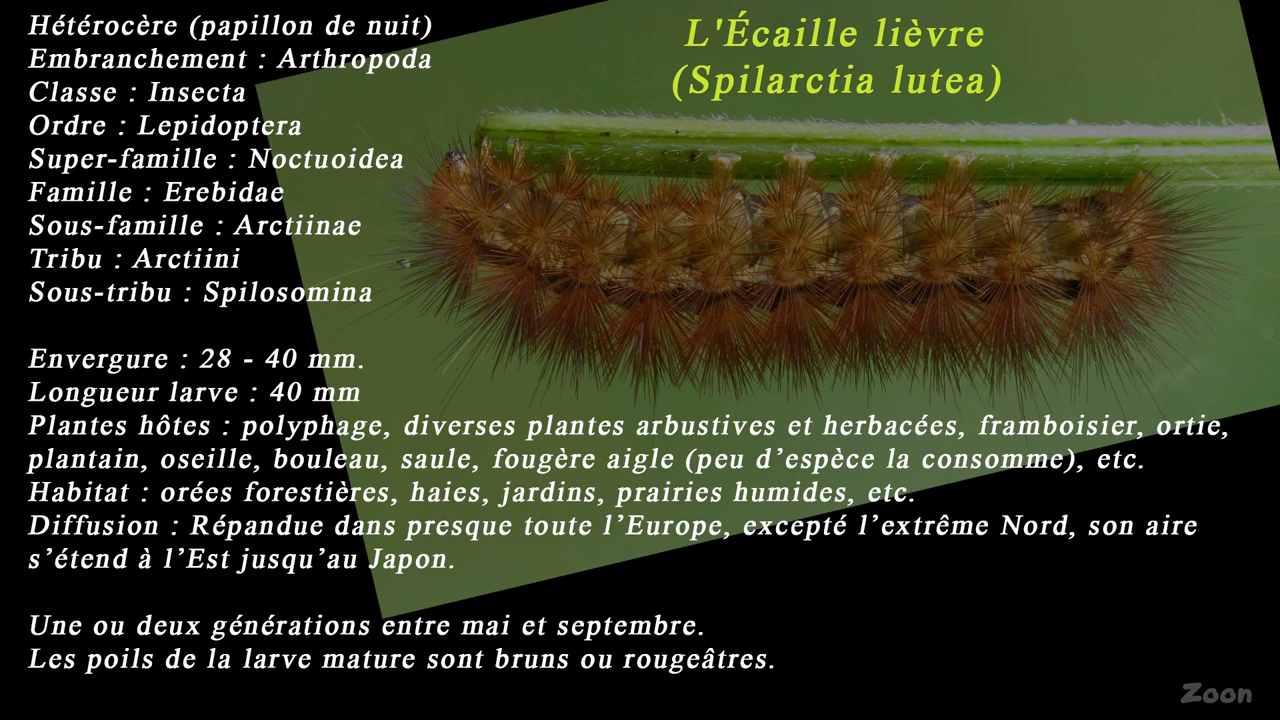 L'Écaille lièvre
(Spilarctia lutea)
Hétérocère (papillon de nuit)
Embranchement : Arthropoda
Classe : Insecta
Ordre : Lepidoptera
Super-famille : Noctuoidea
Famille : Erebidae
Sous-famille : Arctiinae
Tribu : Arctiini
Sous-tribu : Spilosomina
Envergure : 28 - 40 mm.
Longueur larve : 40 mm
Plantes hôtes : polyphage, diverses plantes arbustives et herbacées, framboisier, ortie,
plantain, oseille, bouleau, saule, fougère aigle (peu d’espèce la consomme), etc.
Habitat : orées forestières, haies, jardins, prairies humides, etc.
Diffusion : Répandue dans presque toute l’Europe, excepté l’extrême Nord, son aire
s’étend à l’Est jusqu’au Japon.
Une ou deux générations entre mai et septembre.
Les poils de la larve mature sont bruns ou rougeâtres.
Zoon